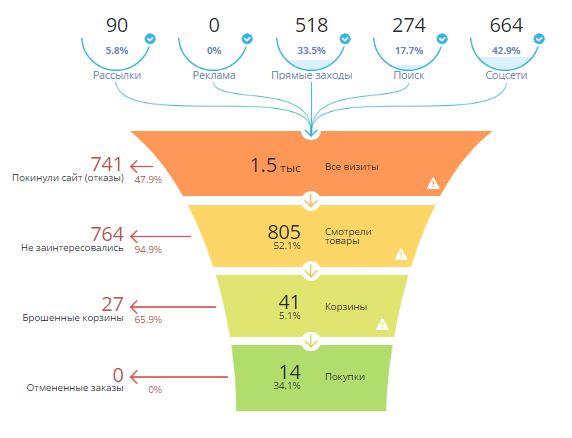 90
0
518
274
664
5.8%
0%
33.5%
17.7%
42.9%
Рассылки
Реклама
Прямые заходы
Поиск
Соцсети
741
Покинули сайт (отказы)
47.9%
1.5 тыс
Все визиты
764
Не заинтересовались
94.9%
805
52.1%
Смотрели
товары
27
Брошенные корзины
65.9%
41
5.1%
Корзины
0
Отмененные заказы
0%
14
34.1%
Покупки